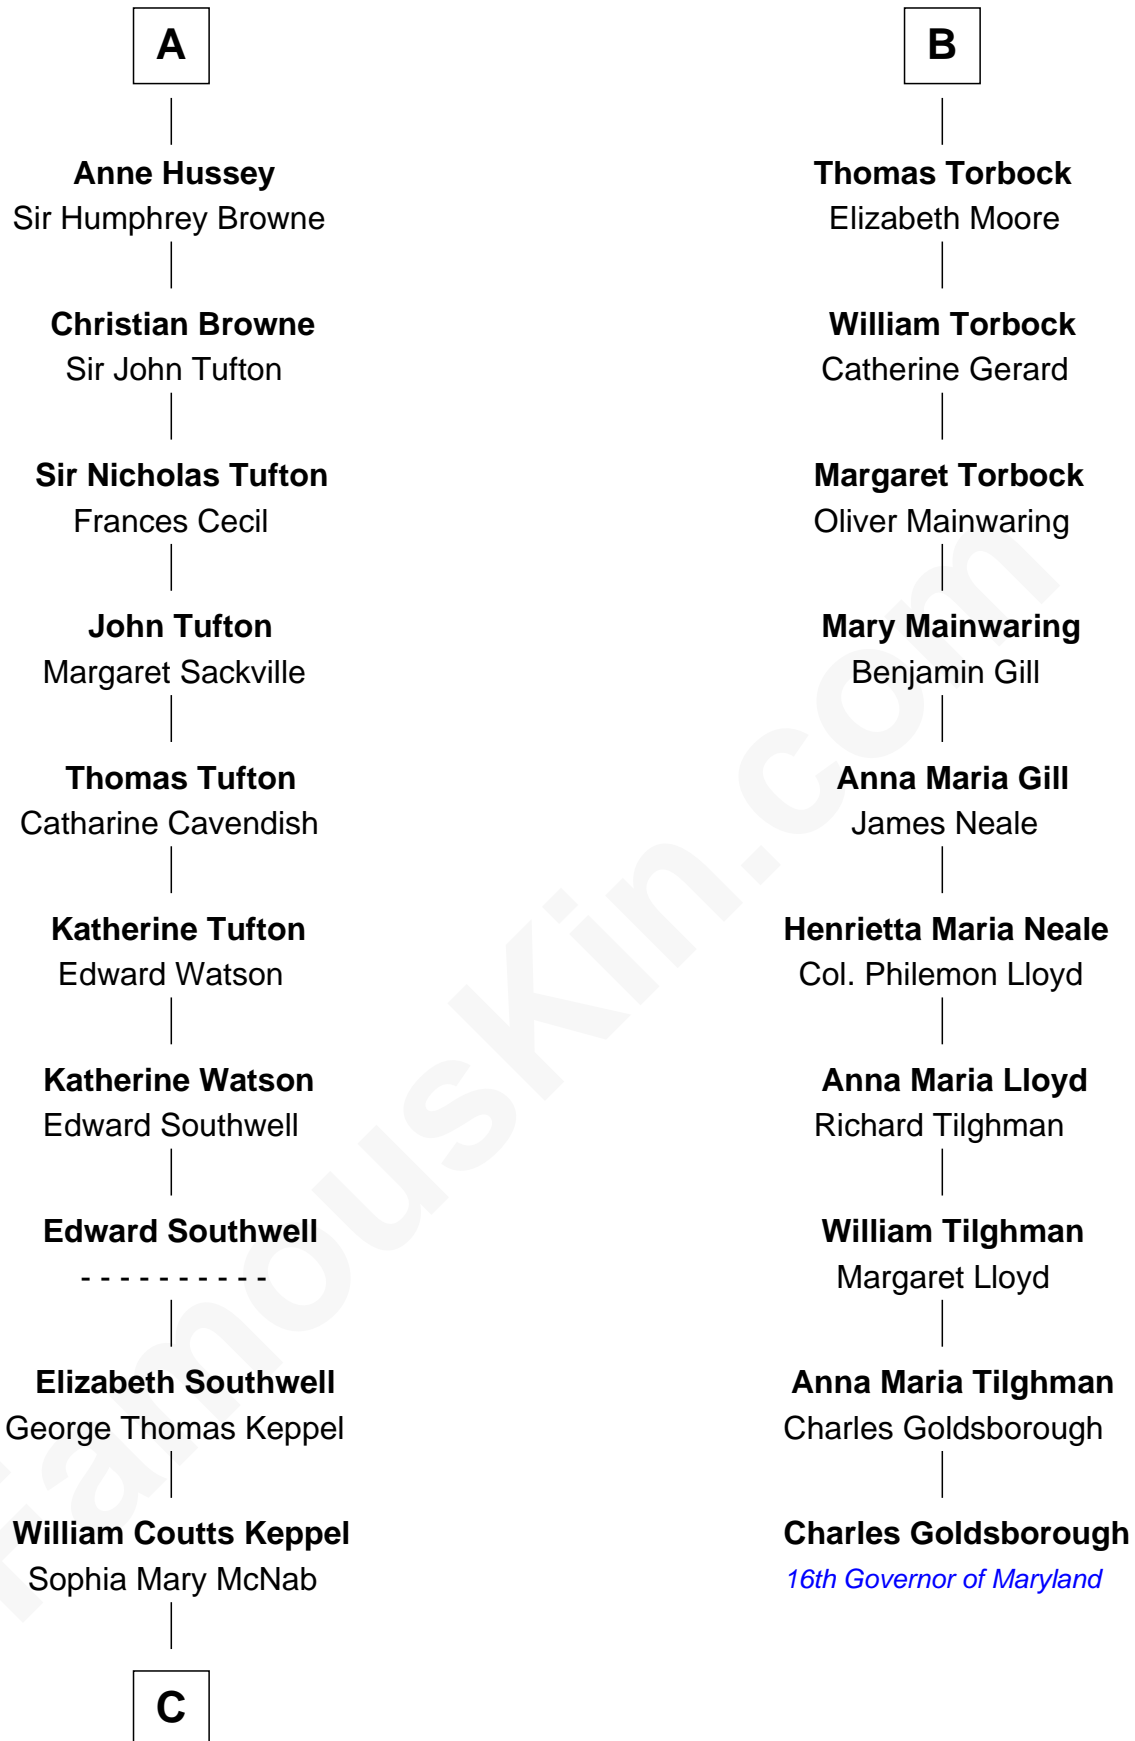 A
Anne Hussey
Sir Humphrey Browne
Christian Browne
Sir John Tufton
Sir Nicholas Tufton
Frances Cecil
John Tufton
Margaret Sackville
Thomas Tufton
Catharine Cavendish
Katherine Tufton
Edward Watson
Katherine Watson
Edward Southwell
Edward Southwell
- - - - - - - - - -
Elizabeth Southwell
George Thomas Keppel
William Coutts Keppel
Sophia Mary McNab
C
B
Thomas Torbock
Elizabeth Moore
William Torbock
Catherine Gerard
Margaret Torbock
Oliver Mainwaring
Mary Mainwaring
Benjamin Gill
Anna Maria Gill
James Neale
Henrietta Maria Neale
Col. Philemon Lloyd
Anna Maria Lloyd
Richard Tilghman
William Tilghman
Margaret Lloyd
Anna Maria Tilghman
Charles Goldsborough
Charles Goldsborough
16th Governor of Maryland
FamousKin.com